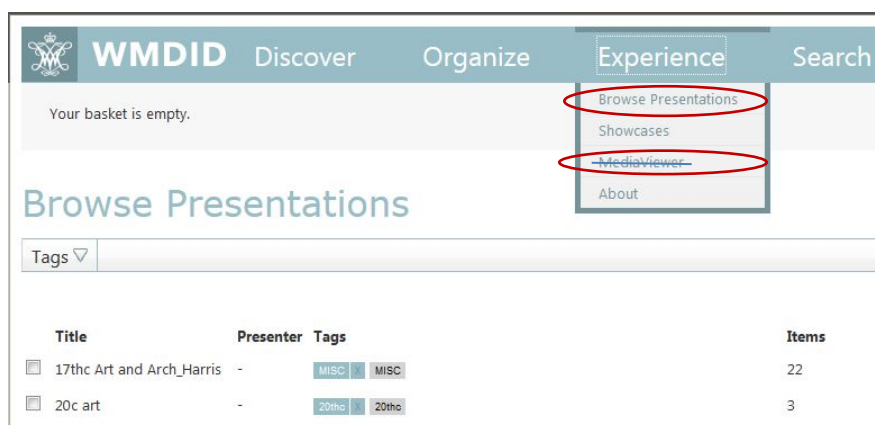 WMDID Discover Organize Experience Search
Browse Presentations
Your basket is empty.
Showcases
MediaViewer
About
Browse Presentations
Tags
Title Presenter Tags Items
17thc Art and Arch_Harris - MISC X MISC 22
20c art - 20thc X 20thc 3